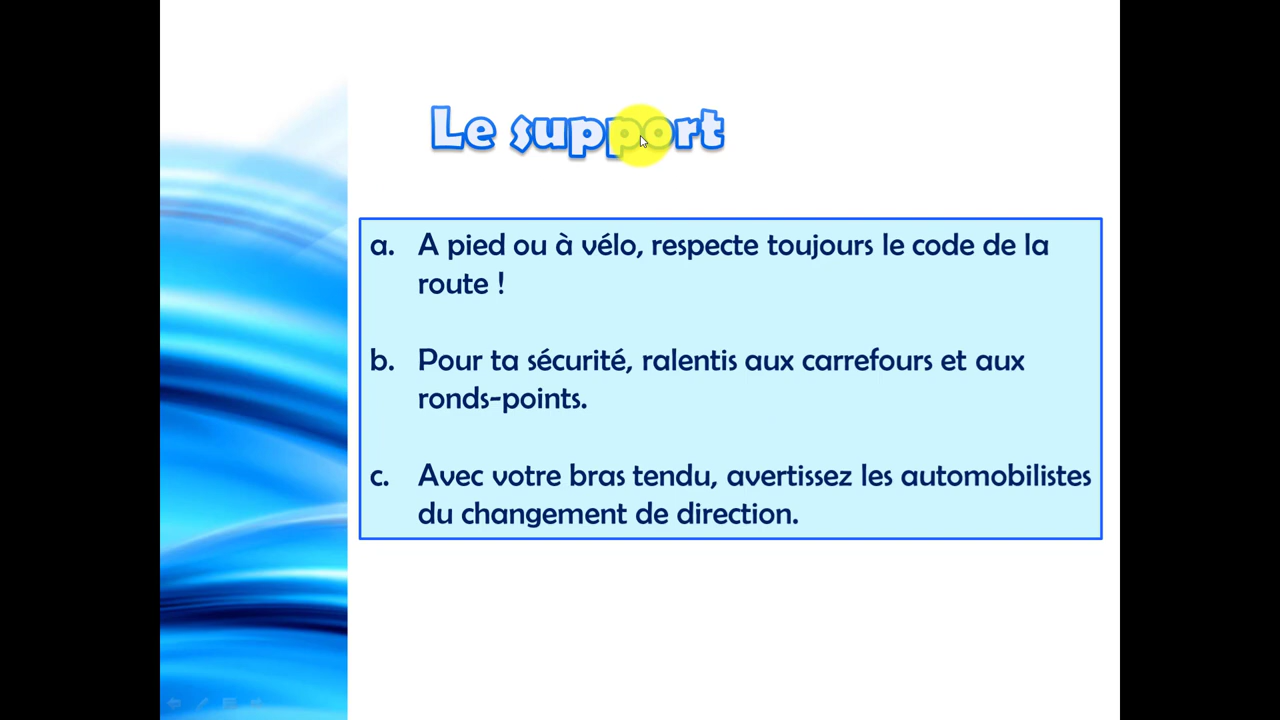 Le support
a. A pied ou à vélo, respecte toujours le code de la
route !
b. Pour ta sécurité, ralentis aux carrefours et aux
ronds-points.
c. Avec votre bras tendu, avertissez les automobilistes
du changement de direction.